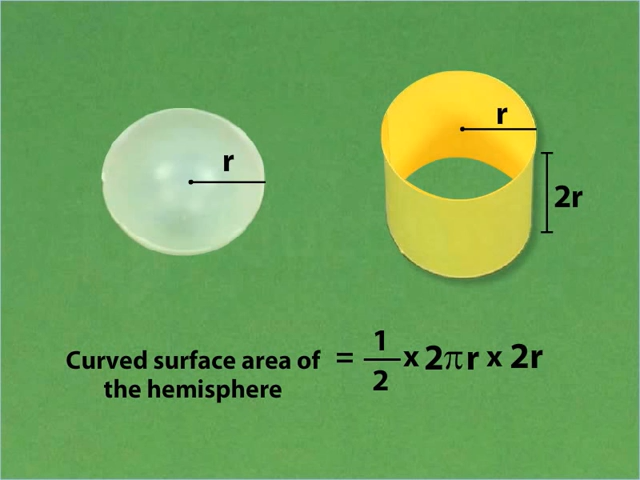 r
r
2r
Curved surface area of
the hemisphere
= 1/2 x 2πr x 2r